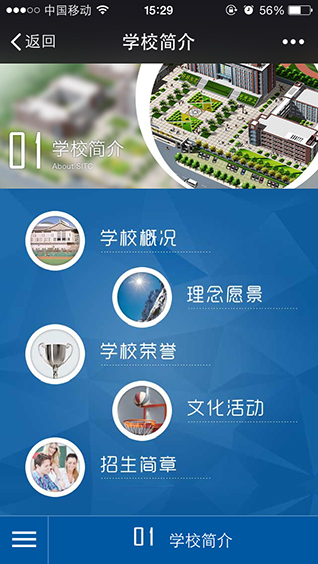 中国移动 15:29 56%
返回 学校简介
01 学校简介
About SITC
学校概况
理念愿景
学校荣誉
文化活动
招生简章
01 学校简介